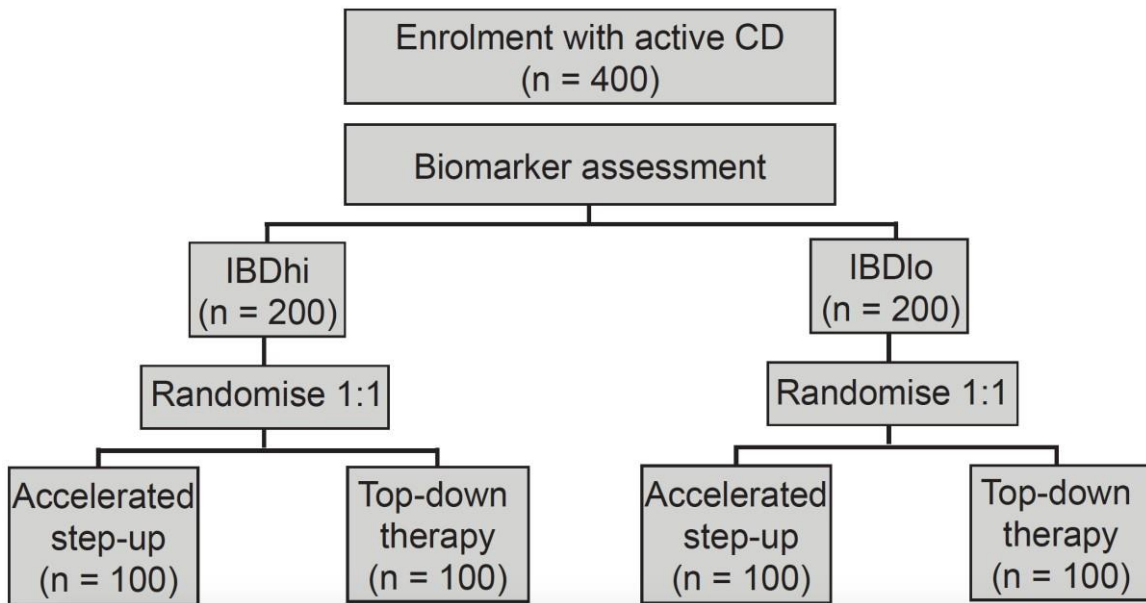 Enrolment with active CD
(n = 400)
Biomarker assessment
IBDhi
(n = 200)
IBDlo
(n = 200)
Randomise 1:1
Randomise 1:1
Accelerated
step-up
(n = 100)
Top-down
therapy
(n = 100)
Accelerated
step-up
(n = 100)
Top-down
therapy
(n = 100)